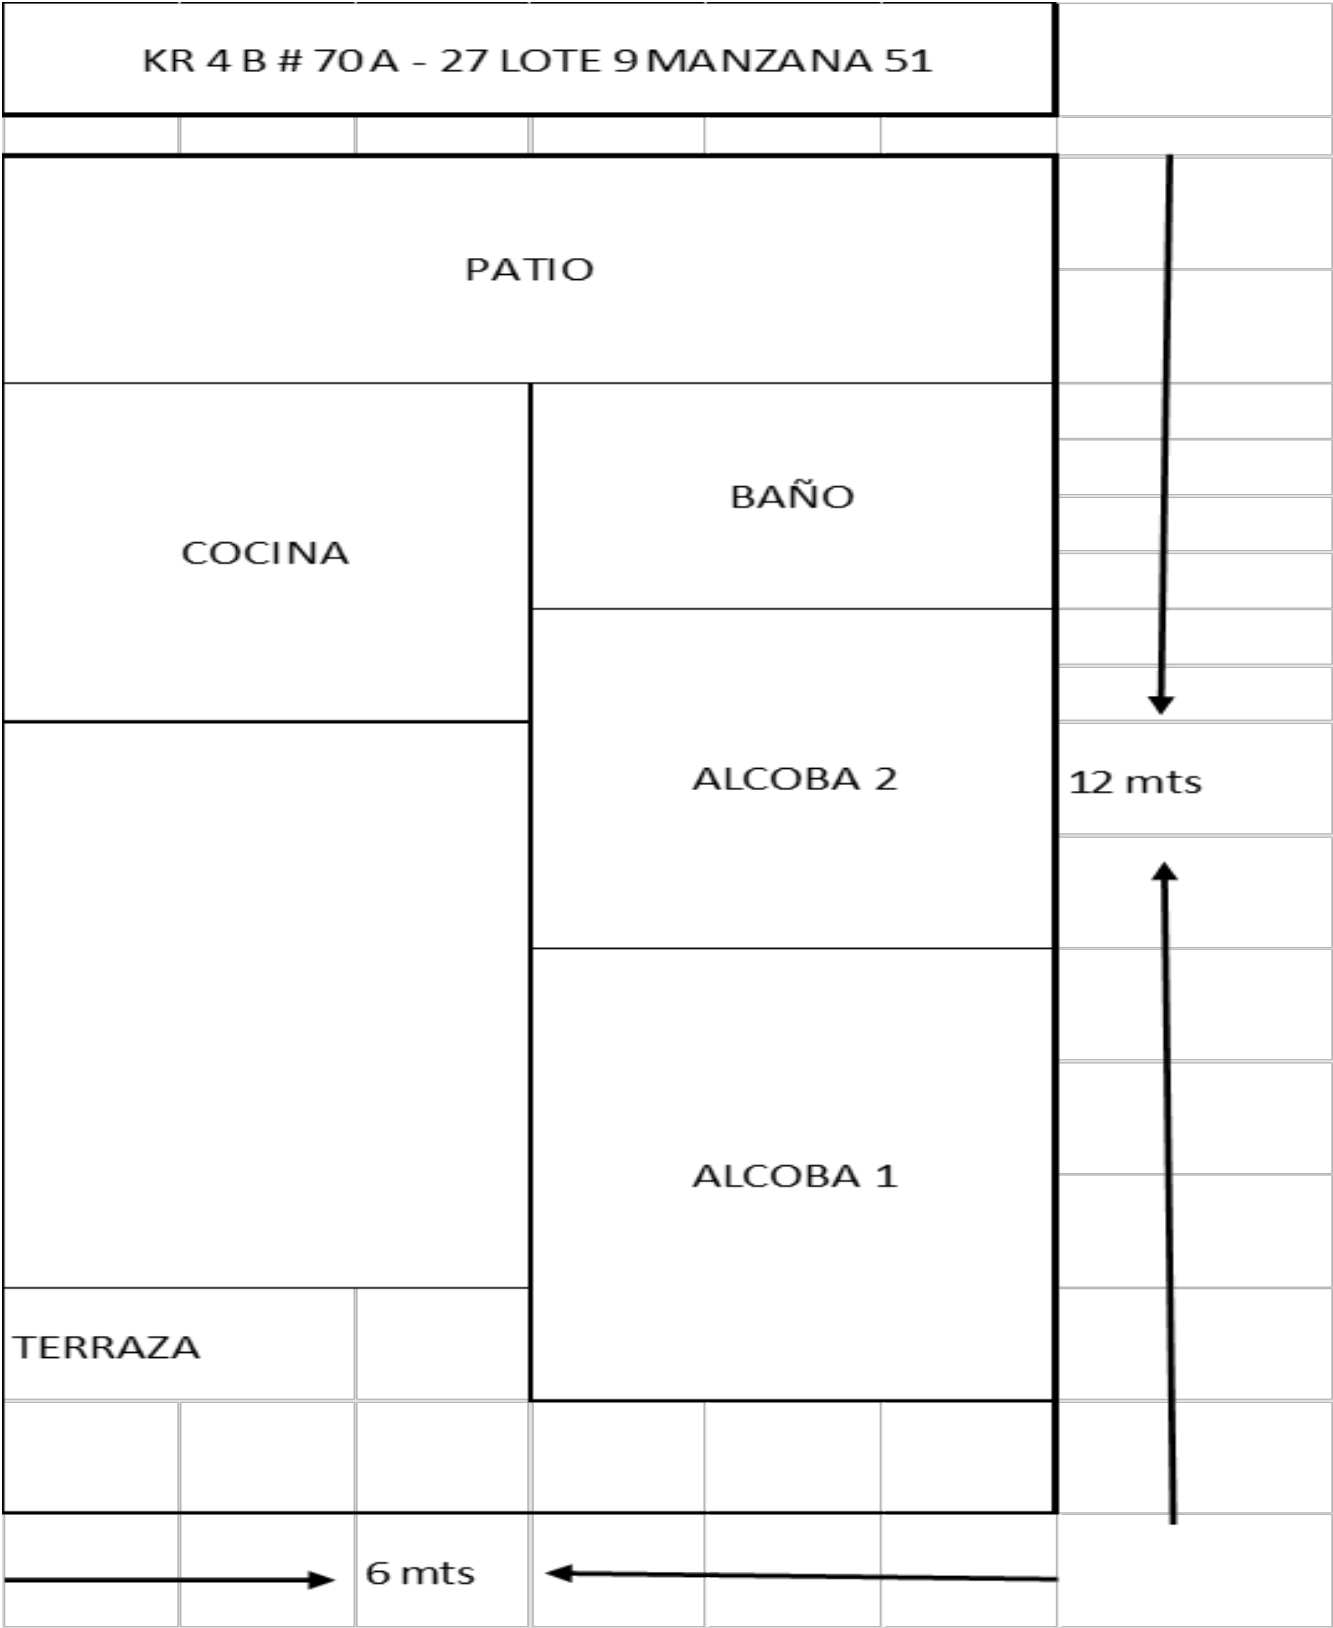 KR 4 B # 70 A - 27 LOTE 9 MANZANA 51
PATIO
BAÑO
COCINA
ALCOBA 2
12 mts
ALCOBA 1
TERRAZA
6 mts